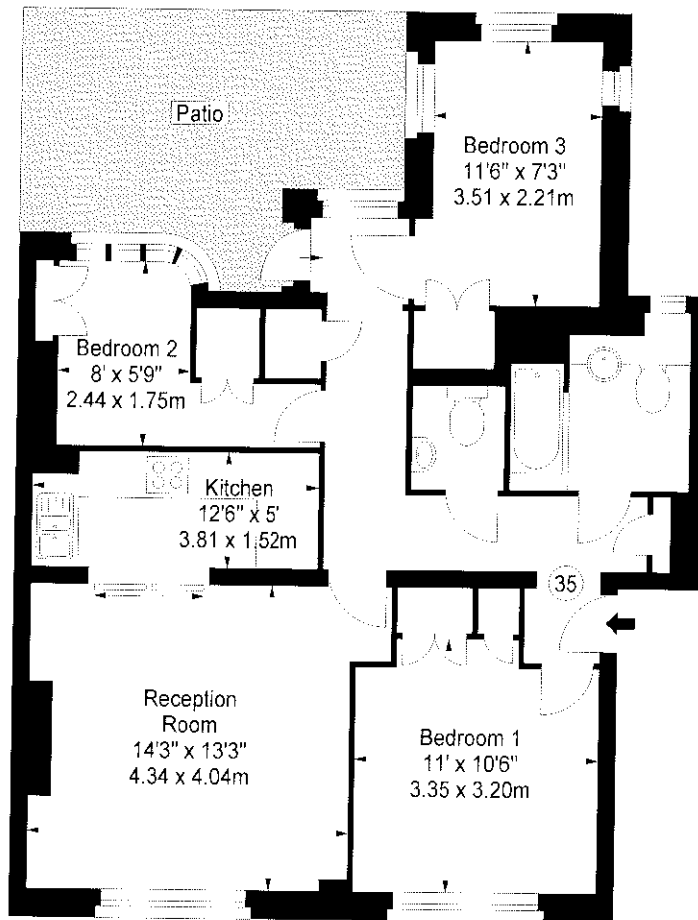 Patio
Bedroom 3
11'6" x 7'3"
3.51 x 2.21m
Bedroom 2
8' x 5'9"
2.44 x 1.75m
Kitchen
12'6" x 5'
3.81 x 1.52m
35
Reception
Room
14'3" x 13'3"
4.34 x 4.04m
Bedroom 1
11' x 10'6"
3.35 x 3.20m